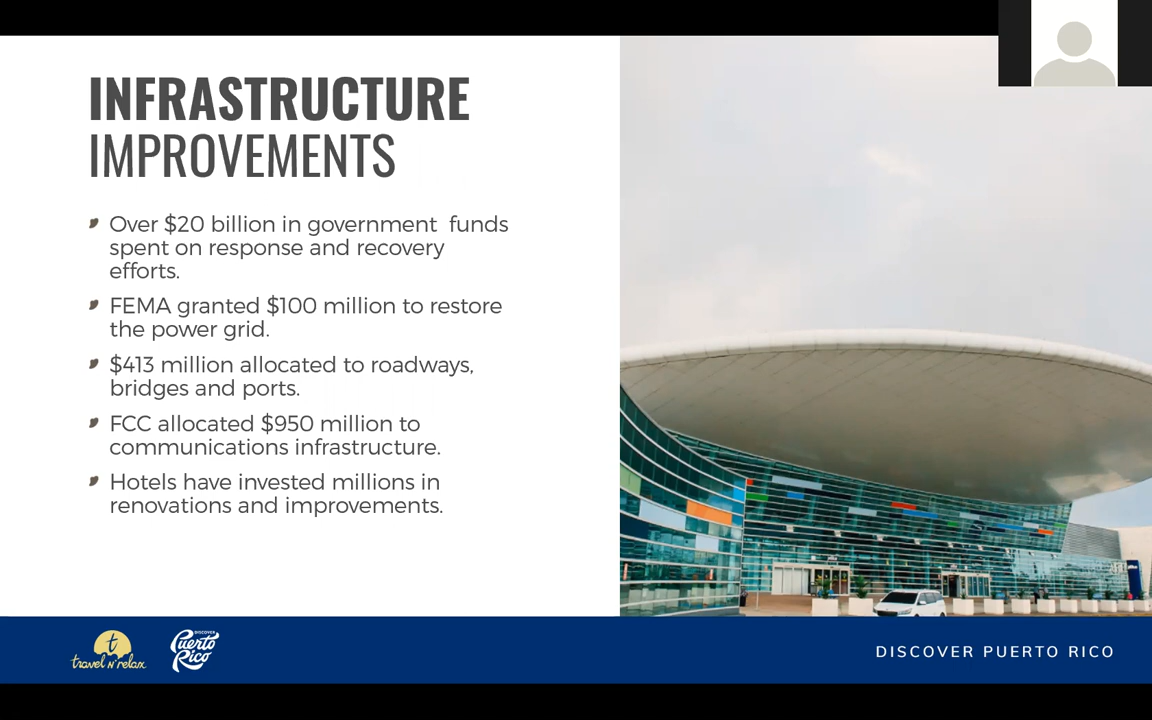 INFRASTRUCTURE
IMPROVEMENTS
Over $20 billion in government  funds
spent on response and recovery
efforts.
FEMA granted $100 million to restore
the power grid.
$413 million allocated to roadways,
bridges and ports.
FCC allocated $950 million to
communications infrastructure.
Hotels have invested millions in
renovations and improvements.
t
travel n' relax
DISCOVER
Puerto
Rico
DISCOVER PUERTO RICO